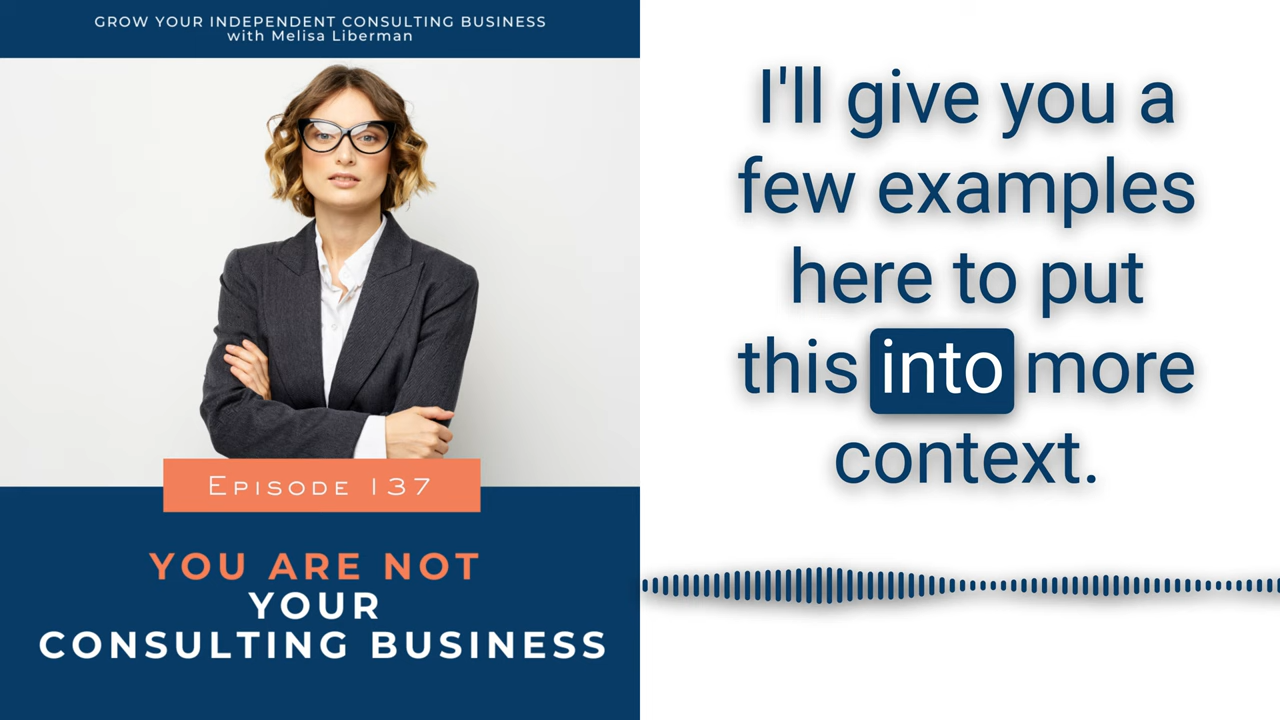 GROW YOUR INDEPENDENT CONSULTING BUSINESS
with Melisa Liberman
EPISODE 137
YOU ARE NOT
YOUR
CONSULTING BUSINESS
I'll give you a
few examples
here to put
this into more
context.